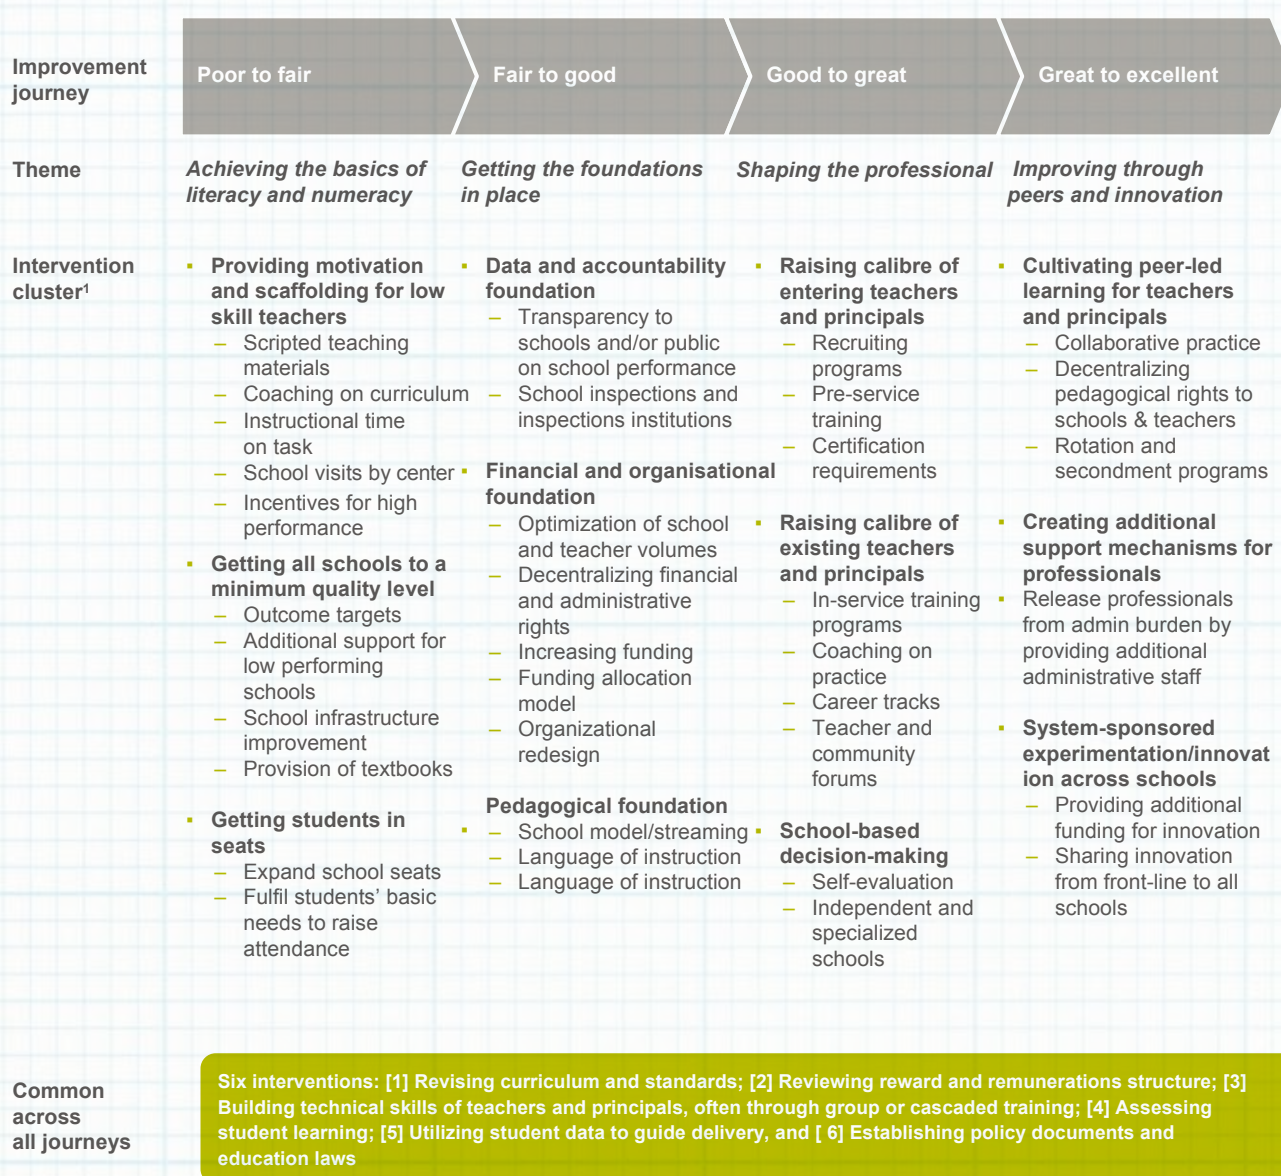 Improvement
journey
Poor to fair
Fair to good
Good to great
Great to excellent
Theme
Achieving the basics of
literacy and numeracy
Getting the foundations
in place
Shaping the professional
Improving through
peers and innovation
Intervention
cluster¹
▪ Providing motivation
and scaffolding for low
skill teachers
– Scripted teaching
materials
– Coaching on curriculum
– Instructional time
on task
– School visits by center
– Incentives for high
performance
▪ Getting all schools to a
minimum quality level
– Outcome targets
– Additional support for
low performing
schools
– School infrastructure
improvement
– Provision of textbooks
▪ Getting students in
seats
– Expand school seats
– Fulfil students’ basic
needs to raise
attendance
▪ Data and accountability
foundation
– Transparency to
schools and/or public
on school performance
– School inspections and
inspections institutions
▪ Financial and organisational
foundation
– Optimization of school
and teacher volumes
– Decentralizing financial
and administrative
rights
– Increasing funding
– Funding allocation
model
– Organizational
redesign
Pedagogical foundation
▪ – School model/streaming
– Language of instruction
– Language of instruction
▪ Raising calibre of
entering teachers
and principals
– Recruiting
programs
– Pre-service
training
– Certification
requirements
▪ Raising calibre of
existing teachers
and principals
– In-service training
programs
– Coaching on
practice
– Career tracks
– Teacher and
community
forums
▪ School-based
decision-making
– Self-evaluation
– Independent and
specialized
schools
▪ Cultivating peer-led
learning for teachers
and principals
– Collaborative practice
– Decentralizing
pedagogical rights to
schools & teachers
– Rotation and
secondment programs
▪ Creating additional
support mechanisms for
professionals
▪ Release professionals
from admin burden by
providing additional
administrative staff
▪ System-sponsored
experimentation/innovat
ion across schools
– Providing additional
funding for innovation
– Sharing innovation
from front-line to all
schools
Common
across
all journeys
Six interventions: [1] Revising curriculum and standards; [2] Reviewing reward and remunerations structure; [3]
Building technical skills of teachers and principals, often through group or cascaded training; [4] Assessing
student learning; [5] Utilizing student data to guide delivery, and [ 6] Establishing policy documents and
education laws